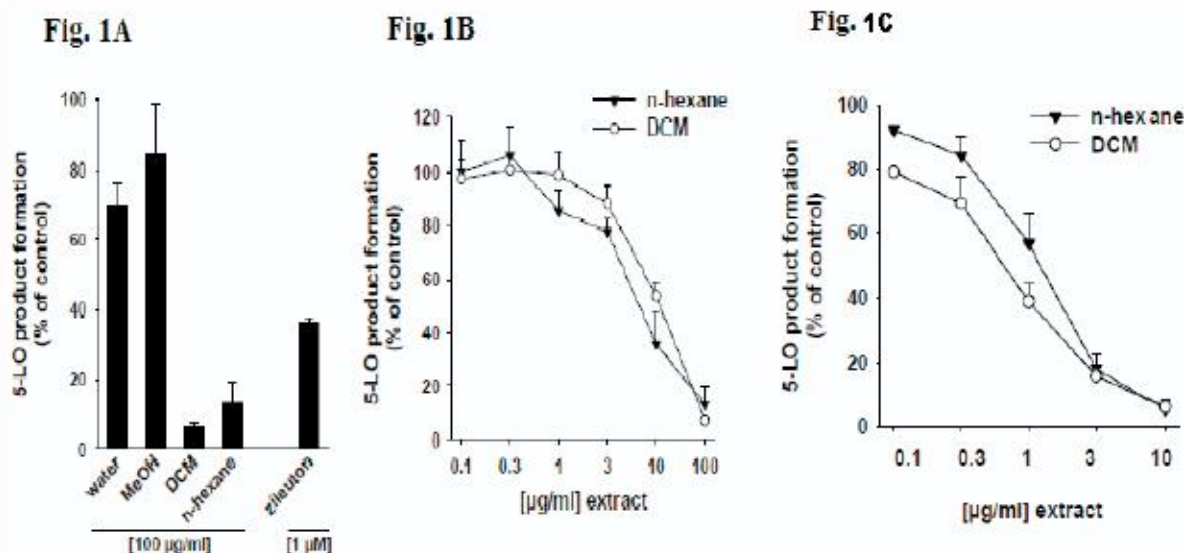 Fig. 1A
5-LO product formation
(% of control)
100
80
60
40
20
0
water
MeOH
DCM
n-hexane
zileuton
[100 µg/ml]
[1 µM]
Fig. 1B
n-hexane
DCM
5-LO product formation
(% of control)
120
100
80
60
40
20
0
0.1 0.3 1 3 10 100
[µg/ml] extract
Fig. 1C
n-hexane
DCM
5-LO product formation
(% of control)
100
80
60
40
20
0
0.1 0.3 1 3 10
[µg/ml] extract